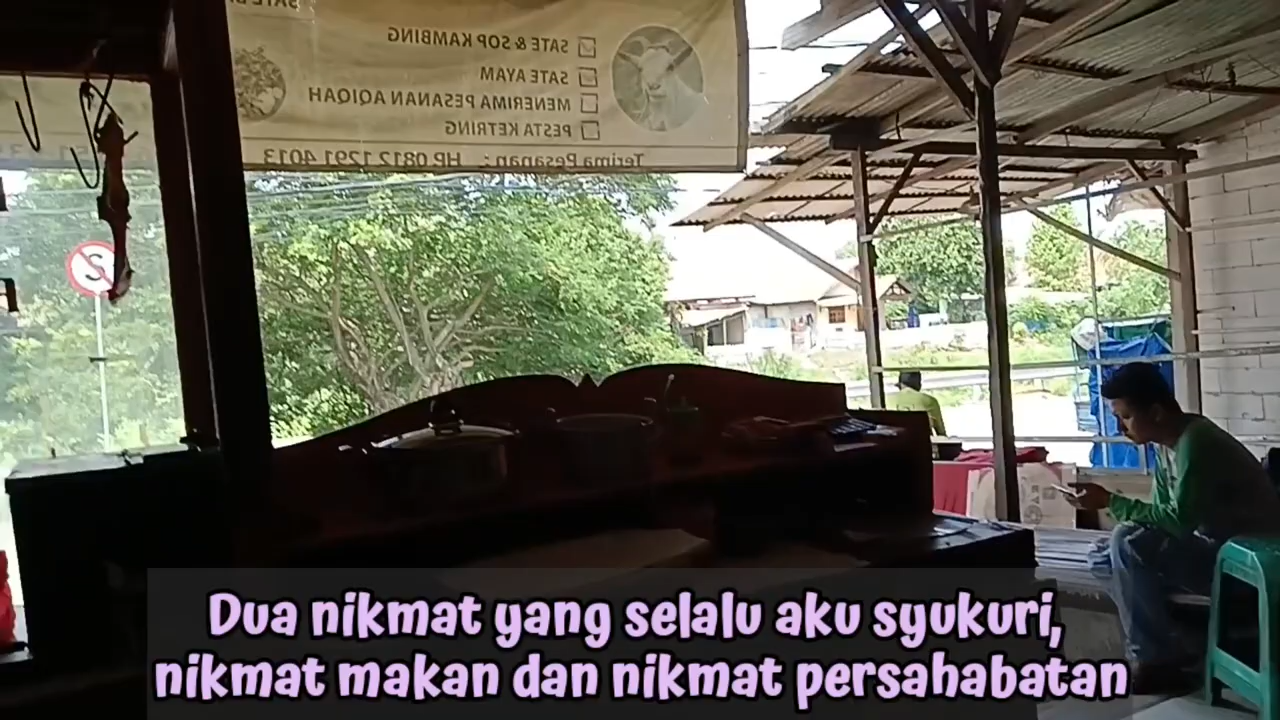 SATE & SOP KAMBING
SATE AYAM
MENERIMA PESANAN AQIQAH
PESTA KETRING
Terima Pesanan : HP. 0812 1291 4013
S
Dua nikmat yang selalu aku syukuri,
nikmat makan dan nikmat persahabatan